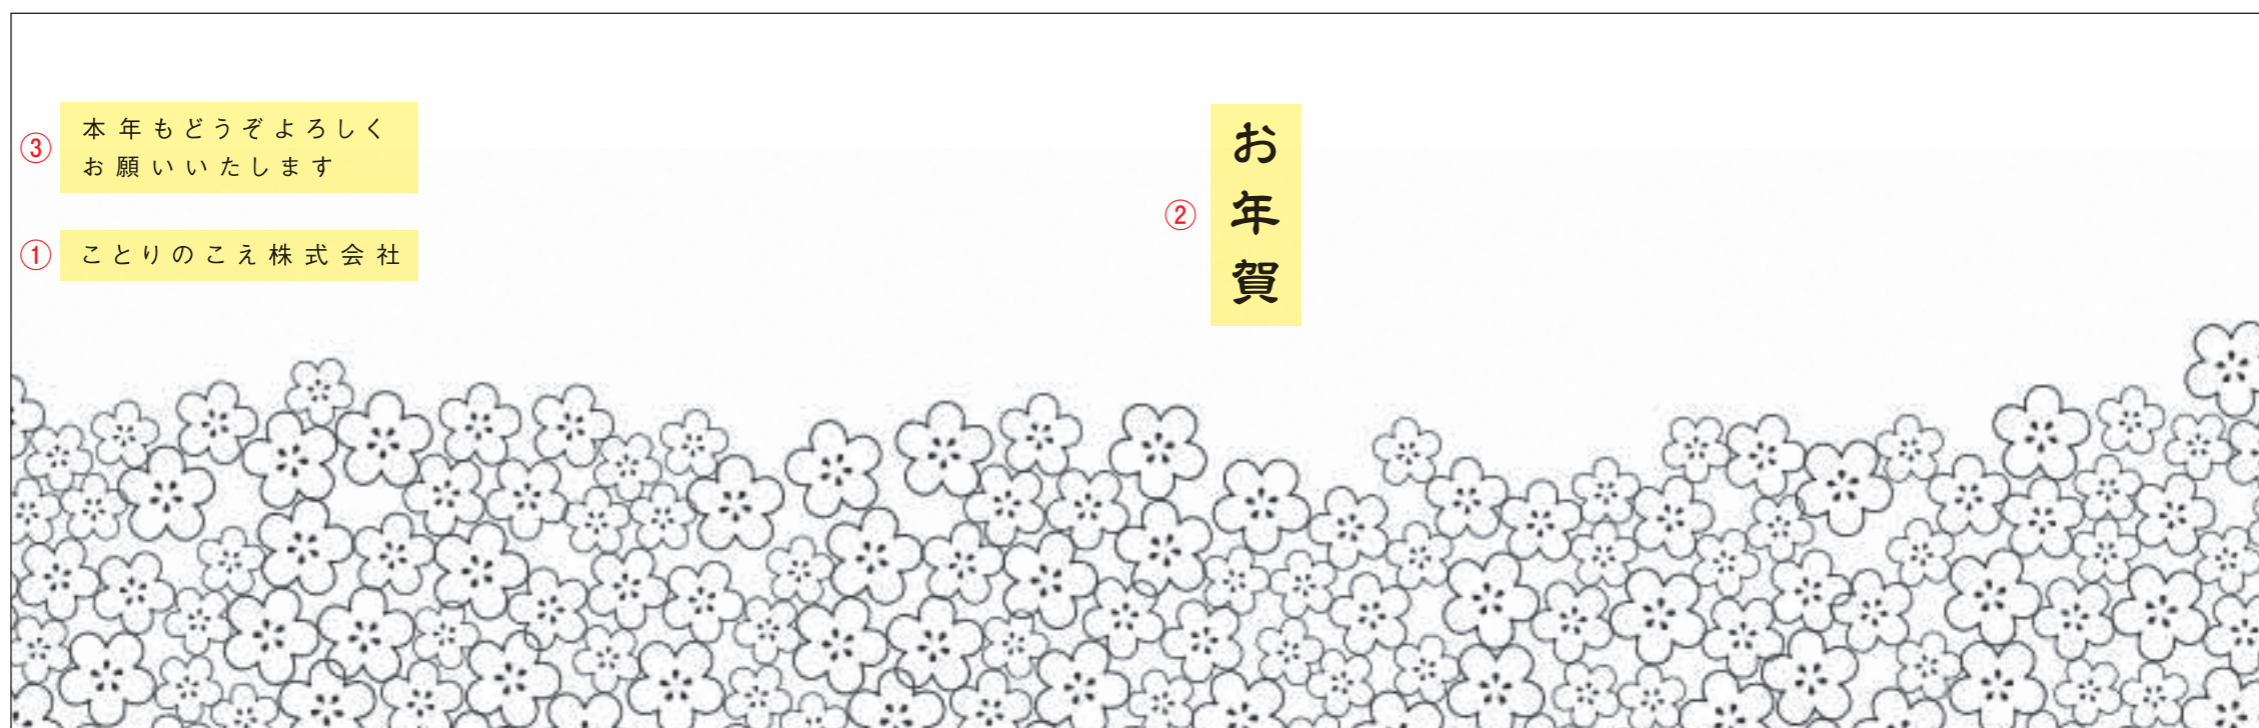 ③
本年もどうぞよろしく
お願いいたします
①
ことりのこえ株式会社
②
お年賀